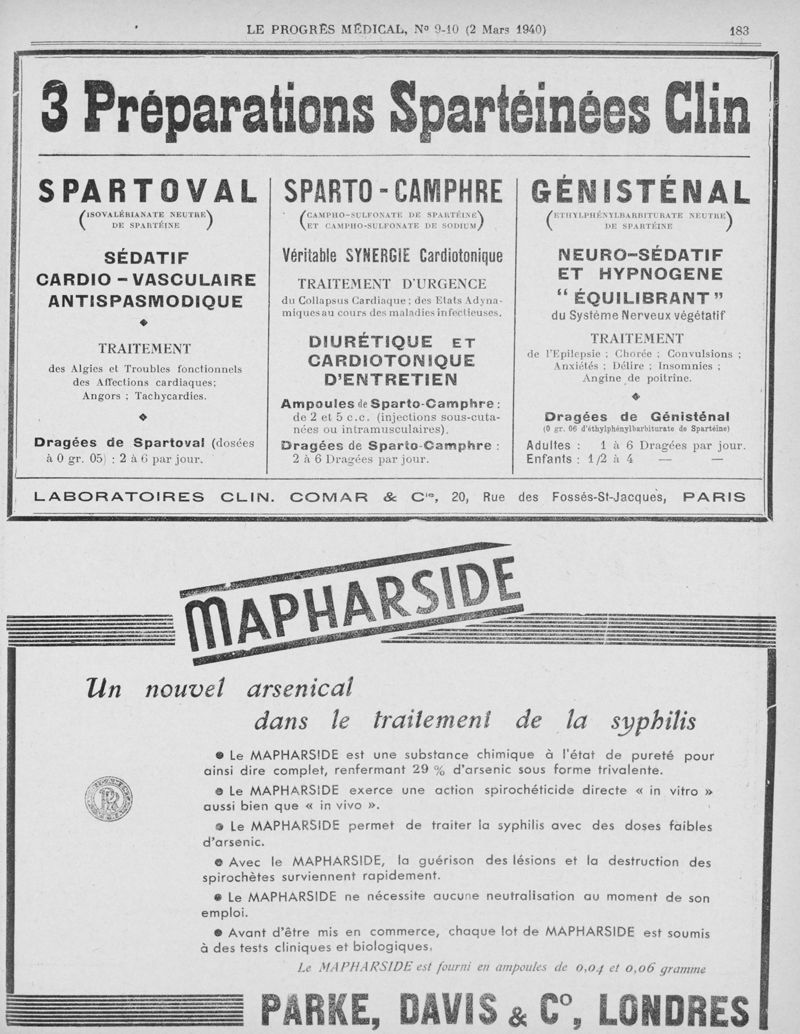 LE PROGRÈS MÉDICAL, No 9-10 (2 Mars 1940)
183
3 Préparations Spartéinées Clin
SPARTOVAL
(ISOVALÉRIANATE NEUTRE
DE SPARTÉINE)
SÉDATIF
CARDIO-VASCULAIRE
ANTISPASMODIQUE
TRAITEMENT
des Algies et Troubles fonctionnels
des Affections cardiaques;
Angors ; Tachycardies.
Dragées de Spartoval (dosées
à 0 gr. 05) : 2 à 6 par jour.
SPARTO-CAMPHRE
(CAMPHO-SULFONATE DE SPARTÉINE
ET CAMPHO-SULFONATE DE SODIUM)
Véritable SYNERGIE Cardiotonique
TRAITEMENT D'URGENCE
du Collapsus Cardiaque ; des Etats Adyna-
miques au cours des maladies infectieuses.
DIURÉTIQUE ET
CARDIOTONIQUE
D'ENTRETIEN
Ampoules de Sparto-Camphre :
de 2 et 5 c.c. (injections sous-cuta-
nées ou intramusculaires).
Dragées de Sparto-Camphre :
2 à 6 Dragées par jour.
GÉNISTÉNAL
(ETHYLPHÉNYLBARBITURATE NEUTRE
DE SPARTÉINE)
NEURO-SÉDATIF
ET HYPNOGENE
“ ÉQUILIBRANT ”
du Système Nerveux végétatif
TRAITEMENT
de l'Epilepsie ; Chorée ; Convulsions ;
Anxiétés ; Délire ; Insomnies ;
Angine de poitrine.
Dragées de Génisténal
(0 gr. 06 d'éthylphénylbarbiturate de Spartéine)
Adultes : 1 à 6 Dragées par jour.
Enfants : 1/2 à 4 — —
LABORATOIRES CLIN. COMAR & Cie, 20, Rue des Fossés-St-Jacques, PARIS
MAPHARSIDE
Un nouvel arsenical
dans le traitement de la syphilis
● Le MAPHARSIDE est une substance chimique à l'état de pureté pour
ainsi dire complet, renfermant 29 % d'arsenic sous forme trivalente.
● Le MAPHARSIDE exerce une action spirochéticide directe « in vitro »
aussi bien que « in vivo ».
● Le MAPHARSIDE permet de traiter la syphilis avec des doses faibles
d'arsenic.
● Avec le MAPHARSIDE, la guérison des lésions et la destruction des
spirochètes surviennent rapidement.
● Le MAPHARSIDE ne nécessite aucune neutralisation au moment de son
emploi.
● Avant d'être mis en commerce, chaque lot de MAPHARSIDE est soumis
à des tests cliniques et biologiques.
Le MAPHARSIDE est fourni en ampoules de 0,04 et 0,06 gramme
PARKE, DAVIS & Co, LONDRES